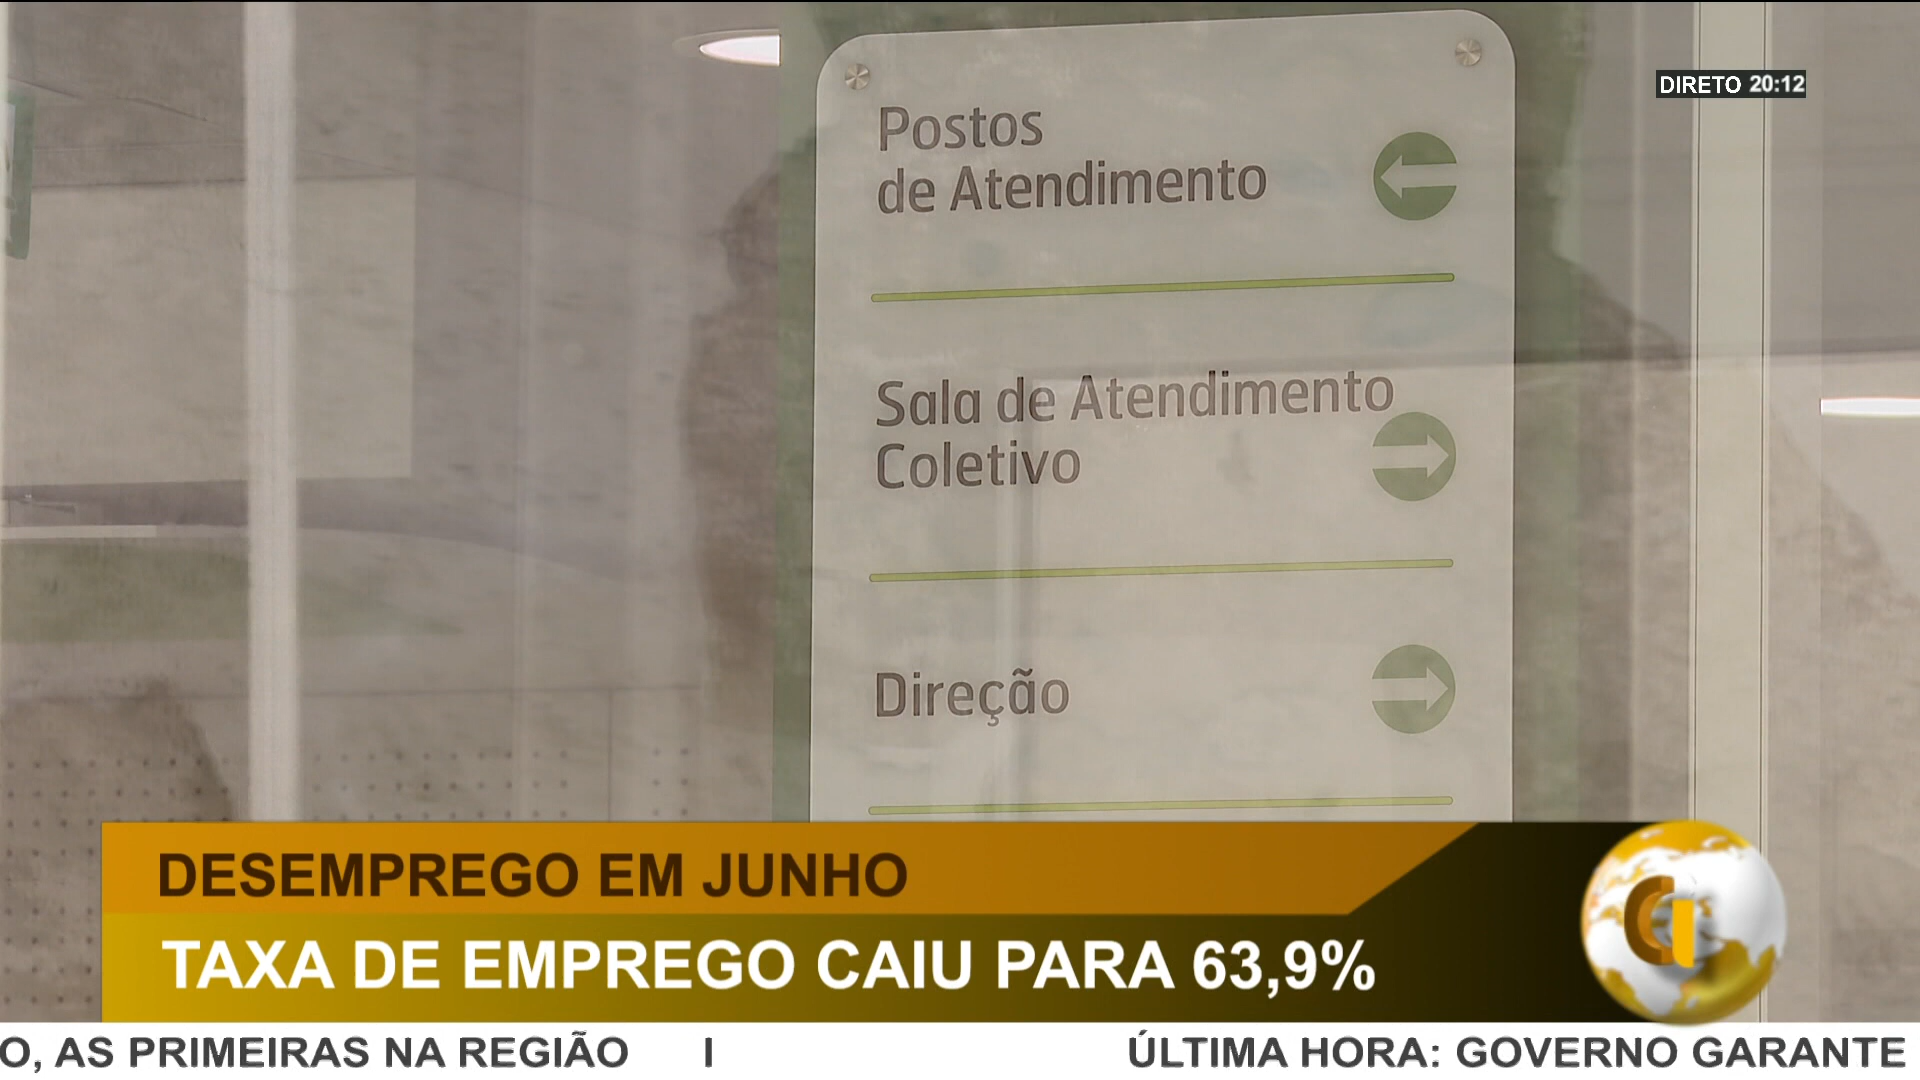 DIRETO 20:12
Postos
de Atendimento
Sala de Atendimento
Coletivo
Direção
DESEMPREGO EM JUNHO
TAXA DE EMPREGO CAIU PARA 63,9%
O, AS PRIMEIRAS NA REGIÃO I ÚLTIMA HORA: GOVERNO GARANTE